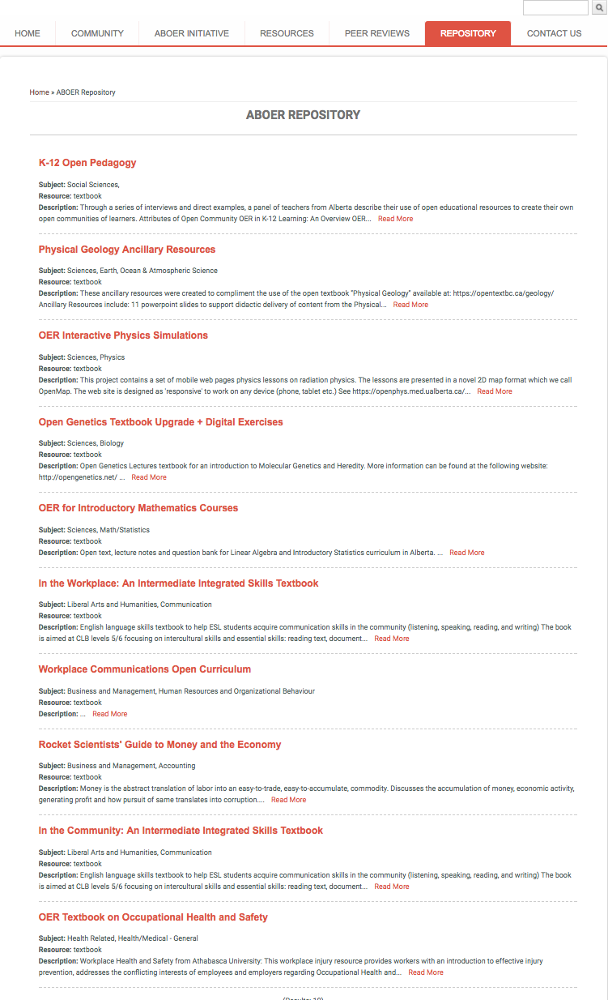 HOME
COMMUNITY
ABOER INITIATIVE
RESOURCES
PEER REVIEWS
REPOSITORY
CONTACT US
Home » ABOER Repository
ABOER REPOSITORY
K-12 Open Pedagogy
Subject: Social Sciences,
Resource: textbook
Description: Through a series of interviews and direct examples, a panel of teachers from Alberta describe their use of open educational resources to create their own
open communities of learners. Attributes of Open Community OER in K-12 Learning: An Overview OER... Read More
Physical Geology Ancillary Resources
Subject: Sciences, Earth, Ocean & Atmospheric Science
Resource: textbook
Description: These ancillary resources were created to compliment the use of the open textbook "Physical Geology" available at: https://opentextbc.ca/geology/
Ancillary Resources include: 11 powerpoint slides to support didactic delivery of content from the Physical... Read More
OER Interactive Physics Simulations
Subject: Sciences, Physics
Resource: textbook
Description: This project contains a set of mobile web pages physics lessons on radiation physics. The lessons are presented in a novel 2D map format which we call
OpenMap. The web site is designed as 'responsive' to work on any device (phone, tablet etc.) See https://openphys.med.ualberta.ca/... Read More
Open Genetics Textbook Upgrade + Digital Exercises
Subject: Sciences, Biology
Resource: textbook
Description: Open Genetics Lectures textbook for an introduction to Molecular Genetics and Heredity. More information can be found at the following website:
http://opengenetics.net/ ... Read More
OER for Introductory Mathematics Courses
Subject: Sciences, Math/Statistics
Resource: textbook
Description: Open text, lecture notes and question bank for Linear Algebra and Introductory Statistics curriculum in Alberta. ... Read More
In the Workplace: An Intermediate Integrated Skills Textbook
Subject: Liberal Arts and Humanities, Communication
Resource: textbook
Description: English language skills textbook to help ESL students acquire communication skills in the community (listening, speaking, reading, and writing) The book
is aimed at CLB levels 5/6 focusing on intercultural skills and essential skills: reading text, document... Read More
Workplace Communications Open Curriculum
Subject: Business and Management, Human Resources and Organizational Behaviour
Resource: textbook
Description: ... Read More
Rocket Scientists' Guide to Money and the Economy
Subject: Business and Management, Accounting
Resource: textbook
Description: Money is the abstract translation of labor into an easy-to-trade, easy-to-accumulate, commodity. Discusses the accumulation of money, economic activity,
generating profit and how pursuit of same translates into corruption.... Read More
In the Community: An Intermediate Integrated Skills Textbook
Subject: Liberal Arts and Humanities, Communication
Resource: textbook
Description: English language skills textbook to help ESL students acquire communication skills in the community (listening, speaking, reading, and writing) The book
is aimed at CLB levels 5/6 focusing on intercultural skills and essential skills: reading text, document... Read More
OER Textbook on Occupational Health and Safety
Subject: Health Related, Health/Medical - General
Resource: textbook
Description: Workplace Health and Safety from Athabasca University: This workplace injury resource provides workers with an introduction to effective injury
prevention, addresses the conflicting interests of employees and employers regarding Occupational Health and... Read More